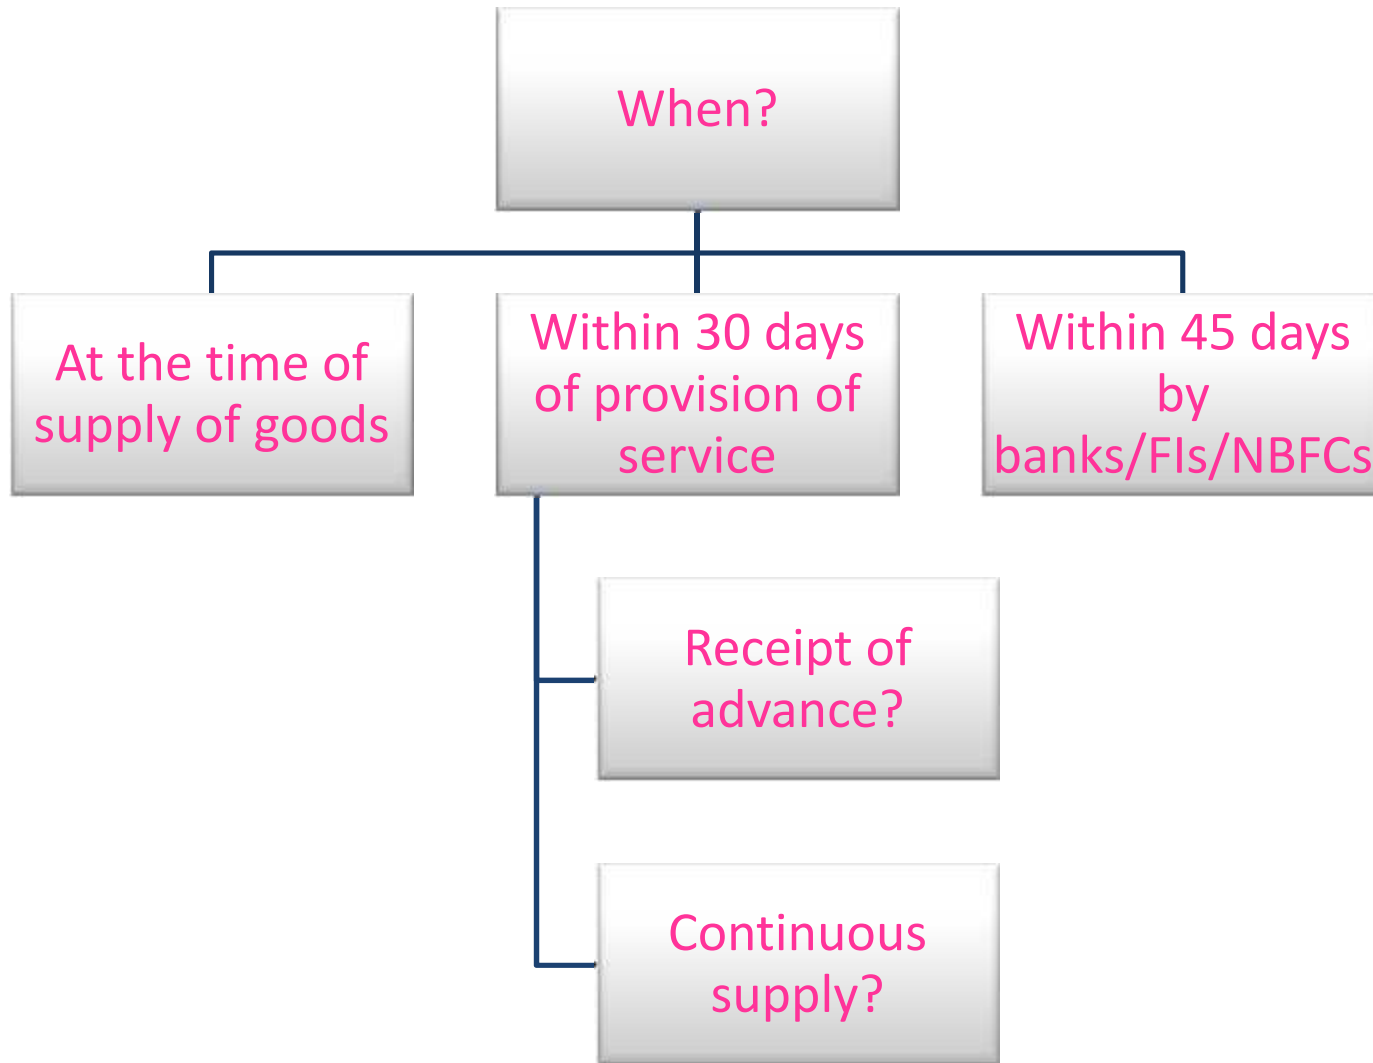 When?
At the time of
supply of goods
Within 30 days
of provision of
service
Within 45 days
by
banks/FIs/NBFCs
Receipt of
advance?
Continuous
supply?